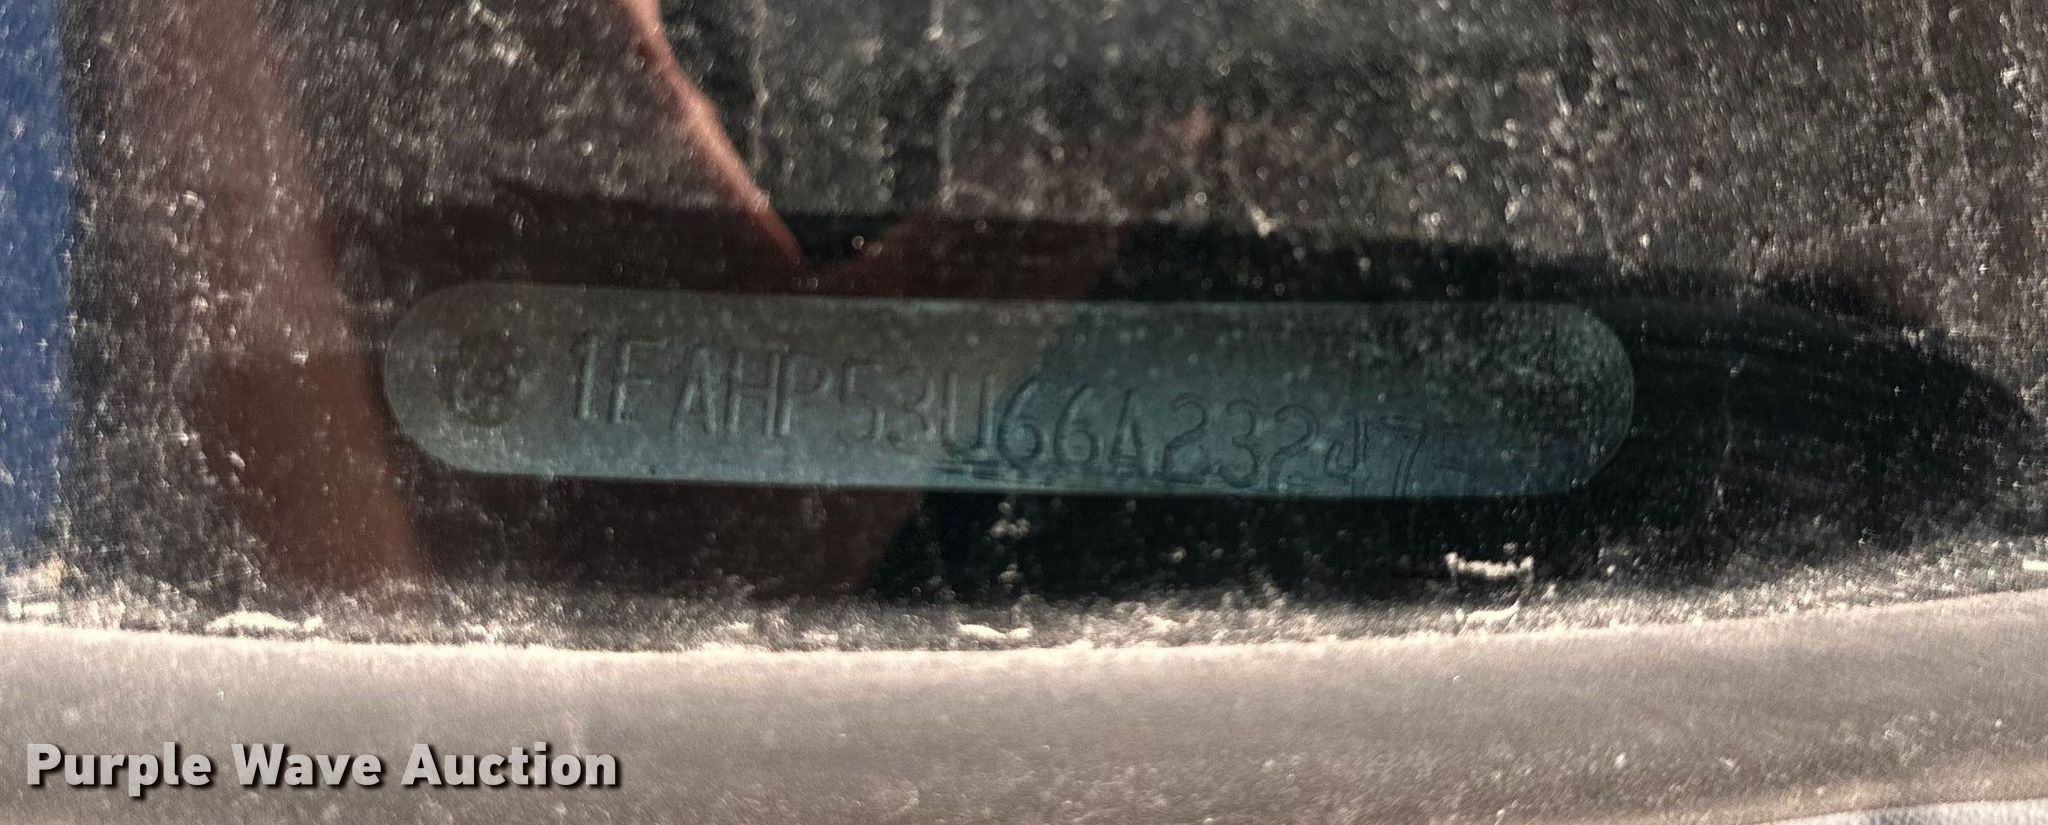 1FAHP53U66A232475
Purple Wave Auction